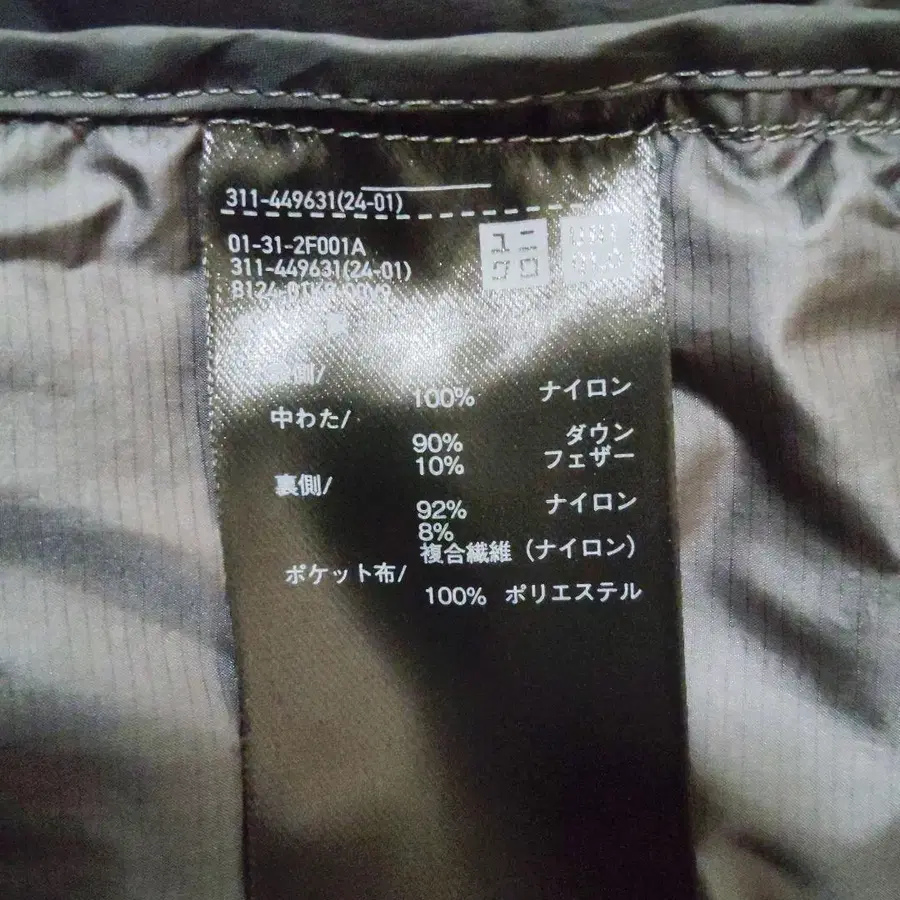 311-449631(24-01)
ユニ
クロ
UNI
QLO
01-31-2F001A
311-449631(24-01)
側/
100% ナイロン
中わた/
90% ダウン
10% フェザー
裏側/
92% ナイロン
8%
複合繊維（ナイロン）
ポケット布/
100% ポリエステル